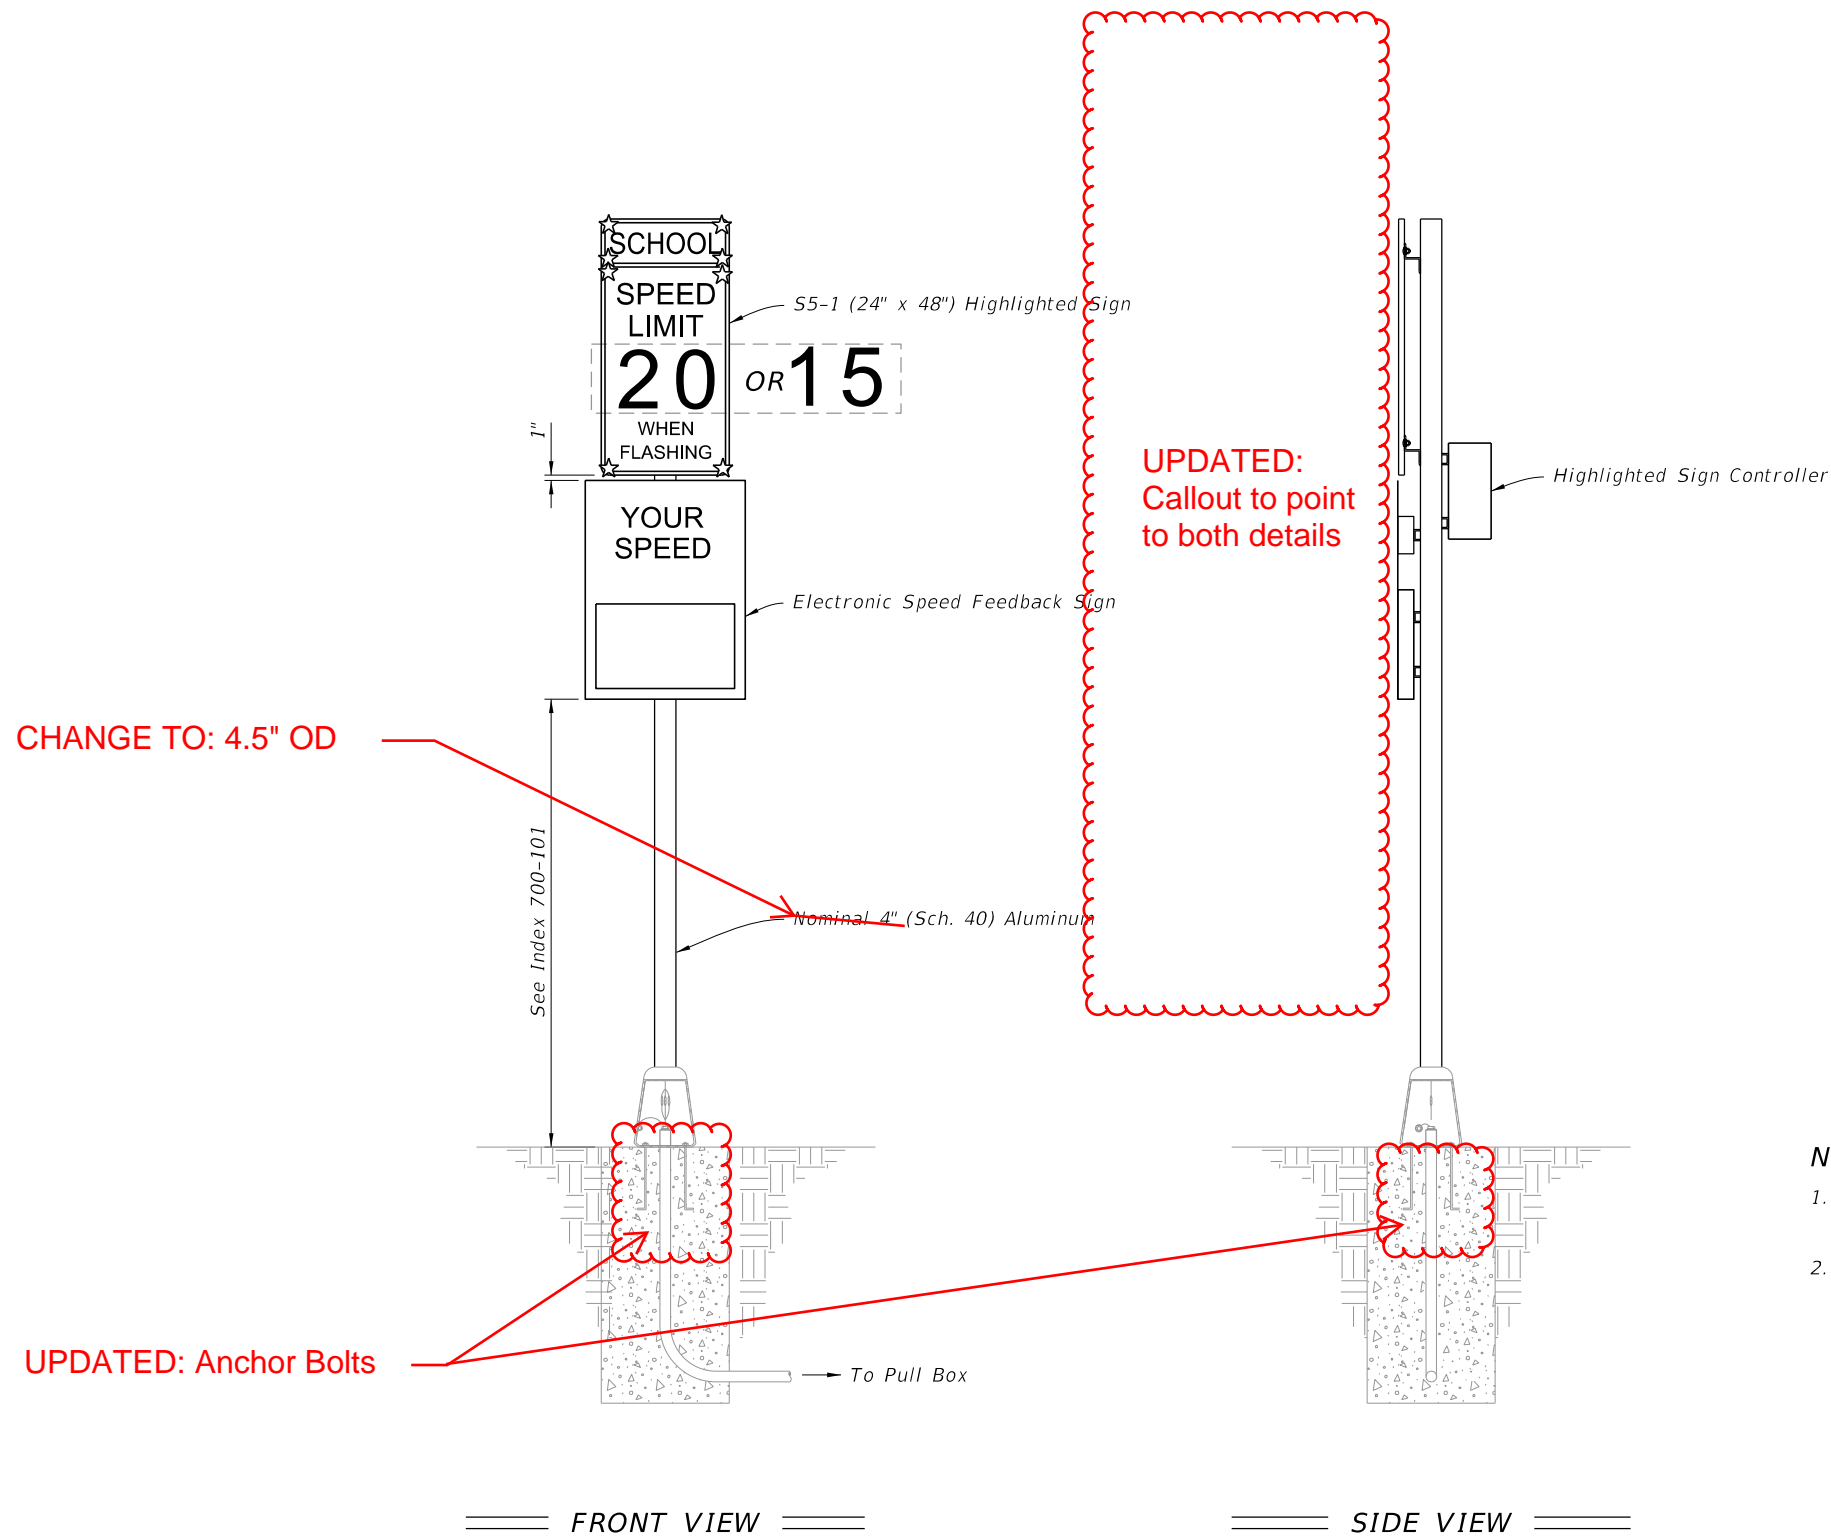 SCHOOL
SPEED
LIMIT
20 OR 15
WHEN
FLASHING
1"
YOUR
SPEED
S5-1 (24" x 48") Highlighted Sign
Electronic Speed Feedback Sign
See Index 700-101
CHANGE TO: 4.5" OD
Nominal 4" (Sch. 40) Aluminum
UPDATED: Anchor Bolts
To Pull Box
FRONT VIEW
UPDATED:
Callout to point
to both details
Highlighted Sign Controller
SIDE VIEW
N
1.
2.